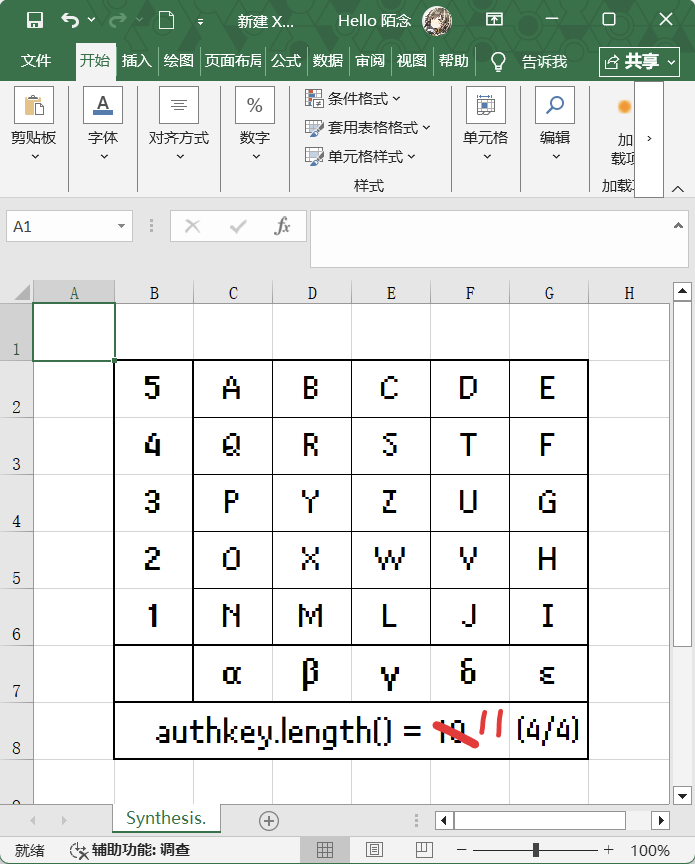 新建 X... Hello 陌念
文件 开始 插入 绘图 页面布局 公式 数据 审阅 视图 帮助 告诉我 共享
剪贴板 字体 对齐方式 数字 条件格式 套用表格格式 单元格样式 样式 单元格 编辑 加载项 加载项
A1 fx
A B C D E F G H
1
2 5 A B C D E
3 4 Q R S T F
4 3 P Y Z U G
5 2 O X W V H
6 1 N M L J I
7 α β γ δ ε
8 authkey.length() = 10 11 (4/4)
Synthesis.
就绪 辅助功能: 调查 100%